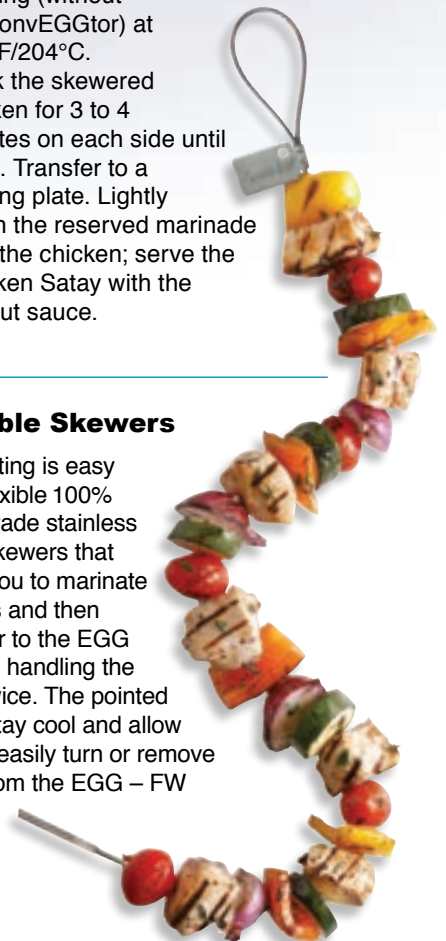 ing (without
onvEGGtor) at
F/204°C.
k the skewered
ken for 3 to 4
tes on each side until
. Transfer to a
ng plate. Lightly
n the reserved marinade
the chicken; serve the
ken Satay with the
ut sauce.
ble Skewers
ting is easy
xible 100%
rade stainless
kewers that
ou to marinate
s and then
r to the EGG
handling the
ice. The pointed
tay cool and allow
easily turn or remove
om the EGG – FW